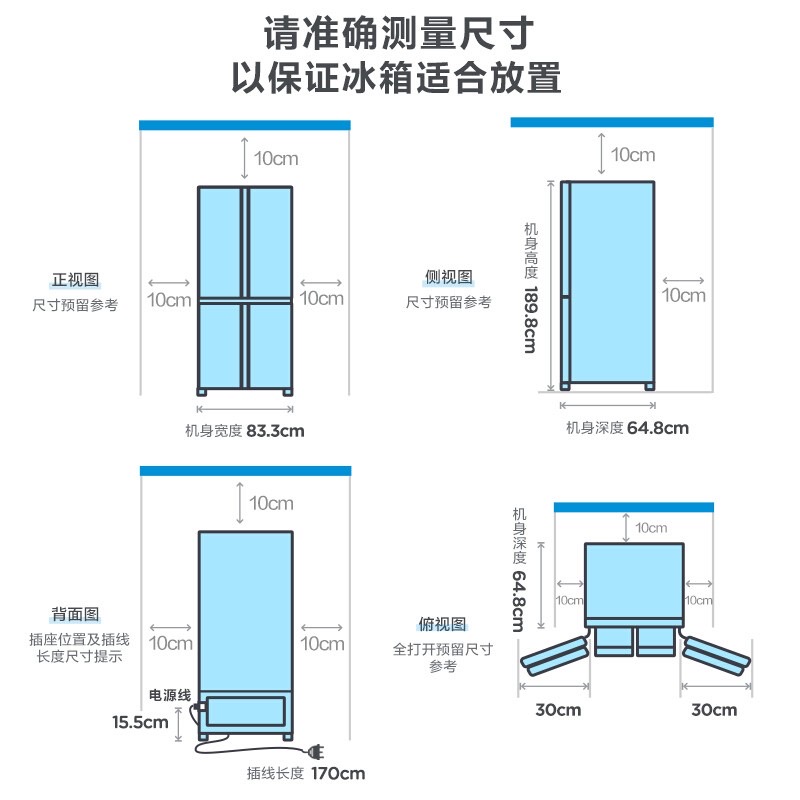 请准确测量尺寸
以保证冰箱适合放置
10cm
正视图
尺寸预留参考
10cm
10cm
机身宽度 83.3cm
10cm
侧视图
尺寸预留参考
机身高度 189.8cm
10cm
机身深度 64.8cm
10cm
背面图
插座位置及插线
长度尺寸提示
10cm
10cm
电源线
15.5cm
插线长度 170cm
10cm
机身深度 64.8cm
10cm
10cm
俯视图
全打开预留尺寸
参考
30cm
30cm